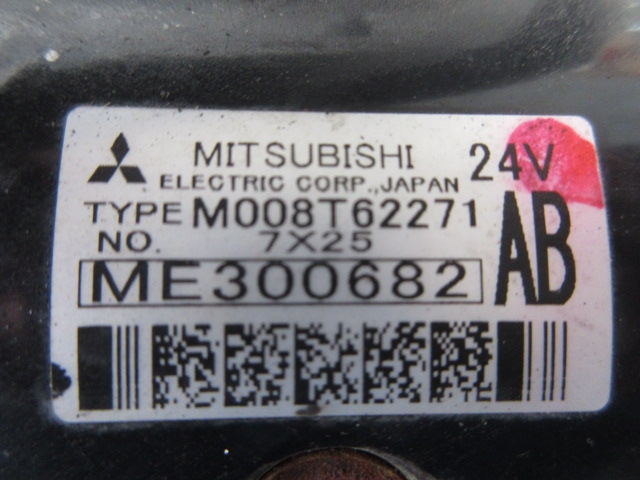 MITSUBISHI 24V
ELECTRIC CORP., JAPAN
TYPE M008T62271
NO. 7X25
ME300682 AB